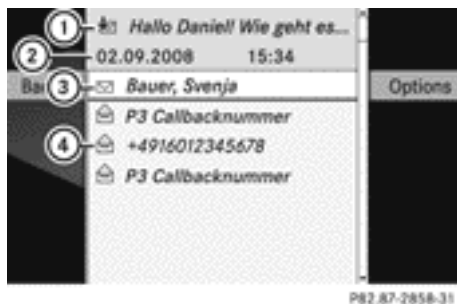 1 Hallo Daniel! Wie geht es...
2 02.09.2008 15:34
Ba
3 Bauer, Svenja
Options
P3 Callbacknummer
4 +4916012345678
P3 Callbacknummer
P82.87-2858-31